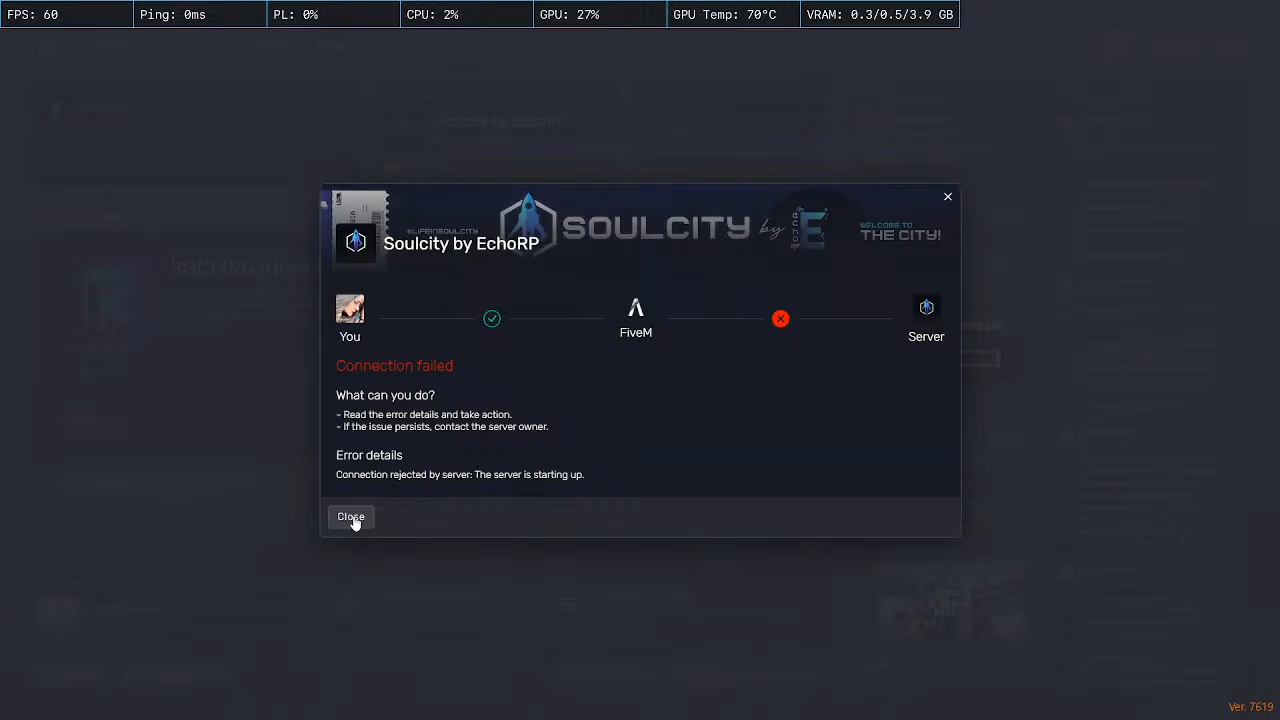 FPS: 60 Ping: 0ms PL: 0% CPU: 2% GPU: 27% GPU Temp: 70°C VRAM: 0.3/0.5/3.9 GB
#LIFEINSOULCITY SOULCITY by ECHORP WELCOME TO
THE CITY!
Soulcity by EchoRP
You FiveM Server
Connection failed
What can you do?
- Read the error details and take action.
- If the issue persists, contact the server owner.
Error details
Connection rejected by server: The server is starting up.
Close
Ver. 7619